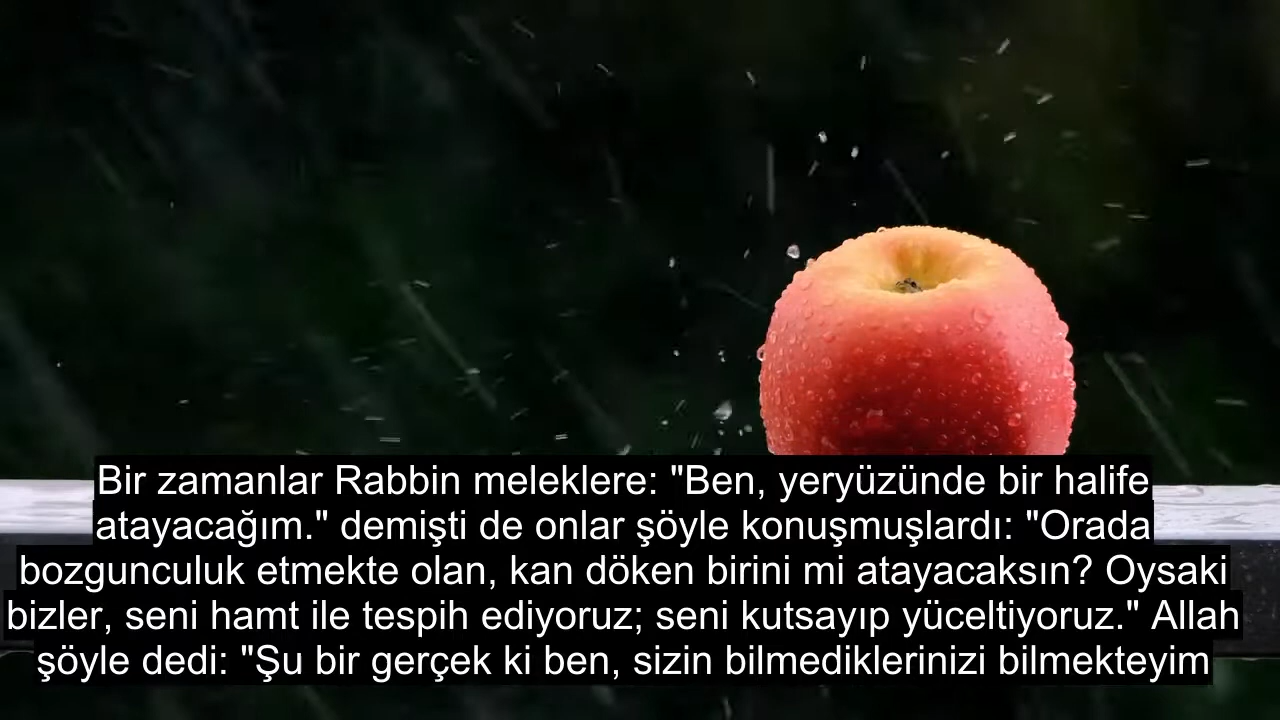 Bir zamanlar Rabbin meleklere: "Ben, yeryüzünde bir halife
atayacağım." demişti de onlar şöyle konuşmuşlardı: "Orada
bozgunculuk etmekte olan, kan döken birini mi atayacaksın? Oysaki
bizler, seni hamt ile tespih ediyoruz; seni kutsayıp yüceltiyoruz." Allah
şöyle dedi: "Şu bir gerçek ki ben, sizin bilmediklerinizi bilmekteyim